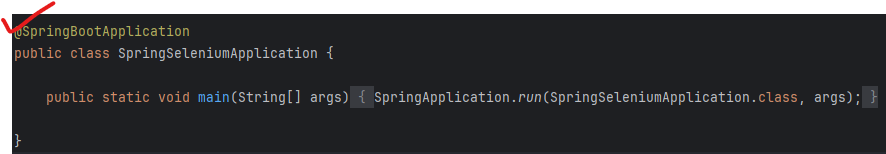 @SpringBootApplication
public class SpringSeleniumApplication {
public static void main(String[] args) { SpringApplication.run(SpringSeleniumApplication.class, args); }
}